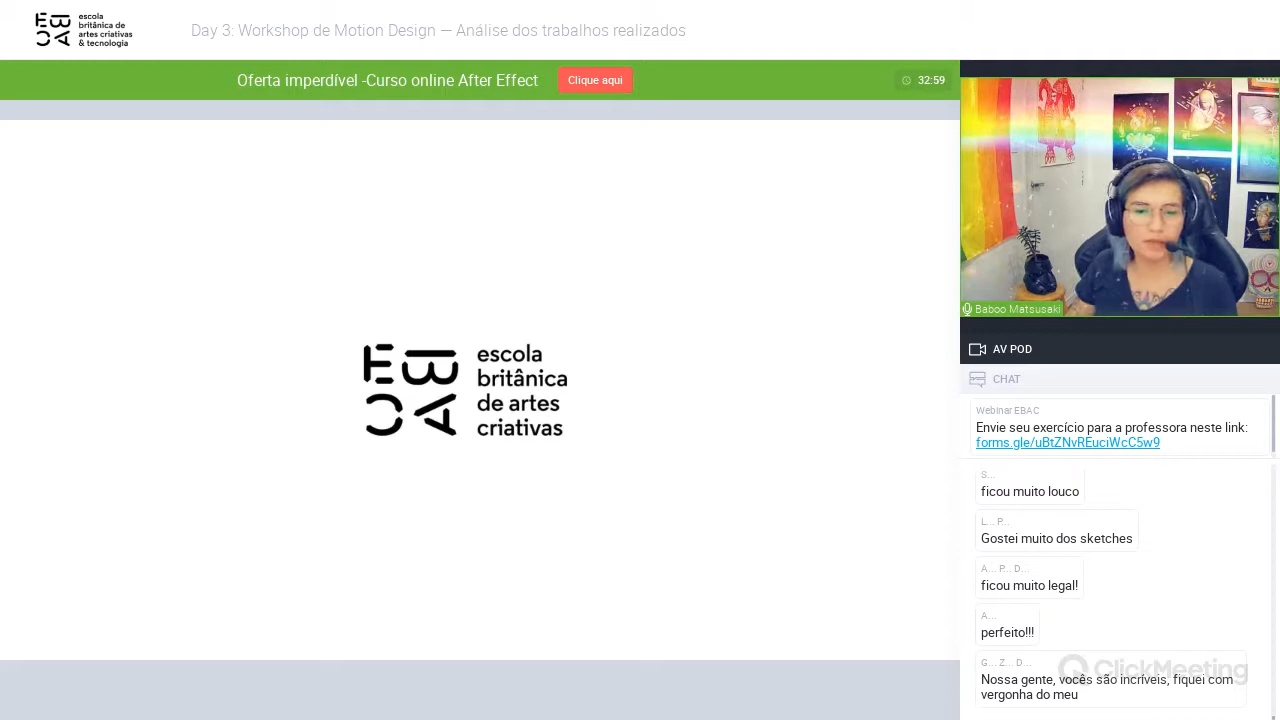 escola
britânica de
artes criativas
& tecnologia
Day 3: Workshop de Motion Design — Análise dos trabalhos realizados
Oferta imperdível -Curso online After Effect
Clique aqui
32:59
escola
britânica
de artes
criativas
Baboo Matsusaki
AV POD
CHAT
Webinar EBAC
Envie seu exercício para a professora neste link:
forms.gle/uBtZNvREuciWcC5w9
S...
ficou muito louco
L... P...
Gostei muito dos sketches
A... P... D...
ficou muito legal!
A...
perfeito!!!
G... Z... D...
Nossa gente, vocês são incríveis, fiquei com
vergonha do meu
ClickMeeting